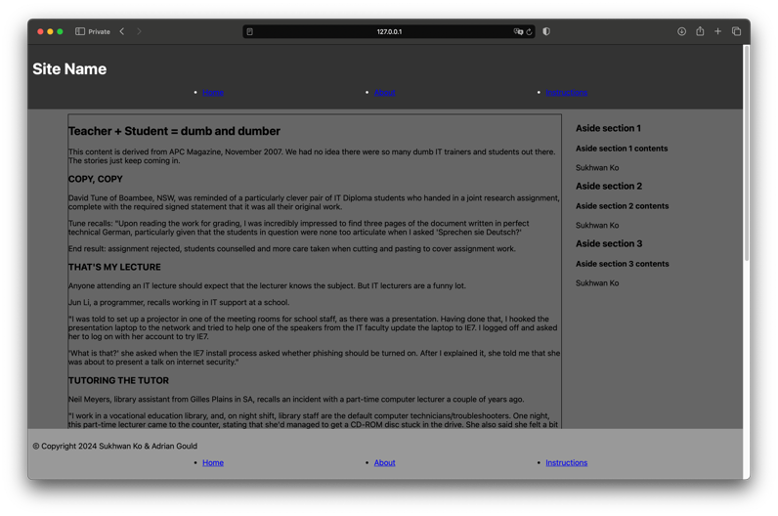 Private
127.0.0.1
Site Name
• Home • About • Instructions
Teacher + Student = dumb and dumber
This content is derived from APC Magazine, November 2007. We had no idea there were so many dumb IT trainers and students out there.
The stories just keep coming in.
COPY, COPY
David Tune of Boambee, NSW, was reminded of a particularly clever pair of IT Diploma students who handed in a joint research assignment,
complete with the required signed statement that it was all their original work.
Tune recalls: "Upon reading the work for grading, I was incredibly impressed to find three pages of the document written in perfect
technical German, particularly given that the students in question were none too articulate when I asked 'Sprechen sie Deutsch?'
End result: assignment rejected, students counselled and more care taken when cutting and pasting to cover assignment work.
THAT'S MY LECTURE
Anyone attending an IT lecture should expect that the lecturer knows the subject. But IT lecturers are a funny lot.
Jun Li, a programmer, recalls working in IT support at a school.
"I was told to set up a projector in one of the meeting rooms for school staff, as there was a presentation. Having done that, I hooked the
presentation laptop to the network and tried to help one of the speakers from the IT faculty update the laptop to IE7. I logged off and asked
her to log on with her account to try IE7.
'What is that?' she asked when the IE7 install process asked whether phishing should be turned on. After I explained it, she told me that she
was about to present a talk on internet security."
TUTORING THE TUTOR
Neil Meyers, library assistant from Gilles Plains in SA, recalls an incident with a part-time computer lecturer a couple of years ago.
"I work in a vocational education library, and, on night shift, library staff are the default computer technicians/troubleshooters. One night,
this part-time lecturer came to the counter, stating that she'd managed to get a CD-ROM disc stuck in the drive. She also said she felt a bit
Aside section 1
Aside section 1 contents
Sukhwan Ko
Aside section 2
Aside section 2 contents
Sukhwan Ko
Aside section 3
Aside section 3 contents
Sukhwan Ko
© Copyright 2024 Sukhwan Ko & Adrian Gould
• Home • About • Instructions